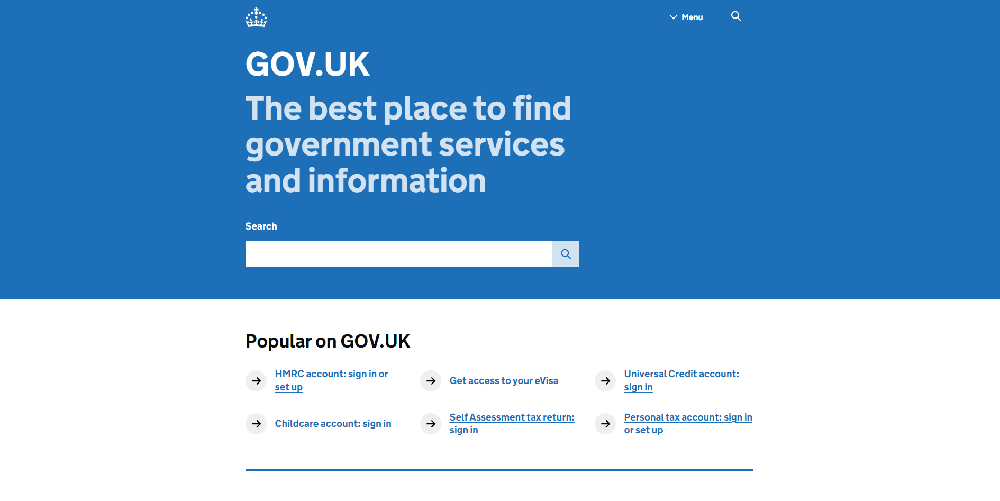 Menu
GOV.UK
The best place to find
government services
and information
Search
Popular on GOV.UK
HMRC account: sign in or
set up
Get access to your eVisa
Universal Credit account:
sign in
Childcare account: sign in
Self Assessment tax return:
sign in
Personal tax account: sign in
or set up